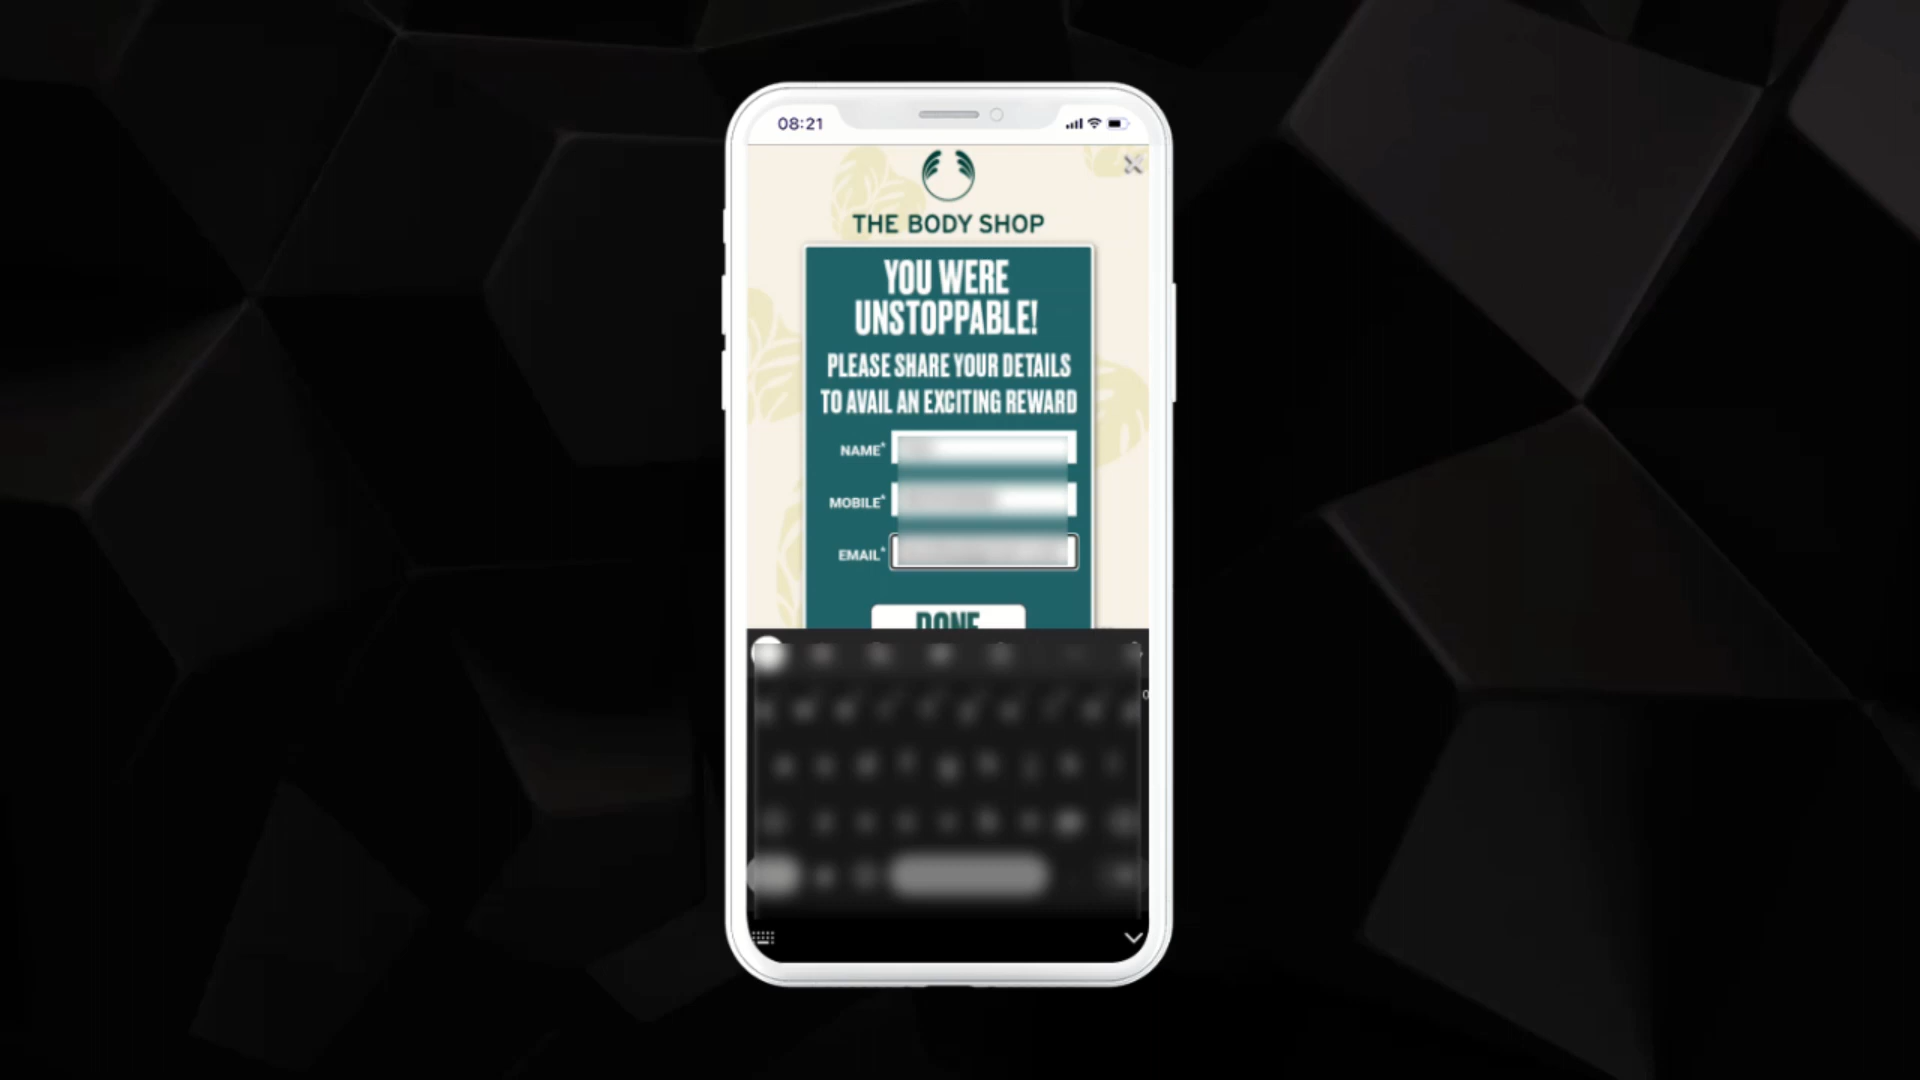 08:21
THE BODY SHOP
YOU WERE
UNSTOPPABLE!
PLEASE SHARE YOUR DETAILS
TO AVAIL AN EXCITING REWARD
NAME*
MOBILE*
EMAIL*
DONE